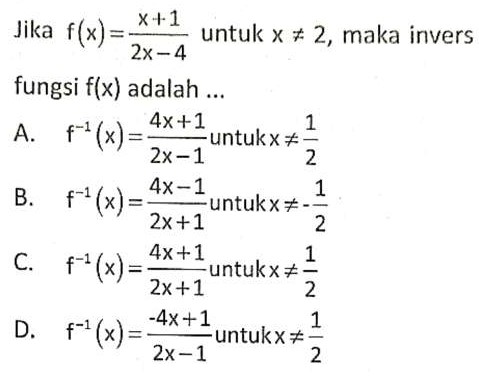 Jika f(x) = (x+1)/(2x-4) untuk x ≠ 2, maka invers
fungsi f(x) adalah ...
A. f⁻¹(x) = (4x+1)/(2x-1) untuk x ≠ 1/2
B. f⁻¹(x) = (4x-1)/(2x+1) untuk x ≠ -1/2
C. f⁻¹(x) = (4x+1)/(2x+1) untuk x ≠ 1/2
D. f⁻¹(x) = (-4x+1)/(2x-1) untuk x ≠ 1/2